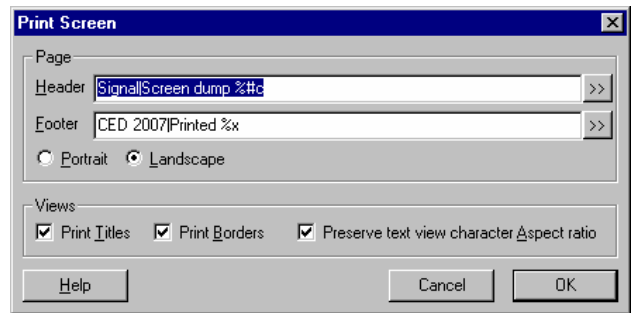 Print Screen
Page
Header Signal|Screen dump %#c >>
Footer CED 2007|Printed %x >>
Portrait Landscape
Views
Print Titles Print Borders Preserve text view character Aspect ratio
Help Cancel OK